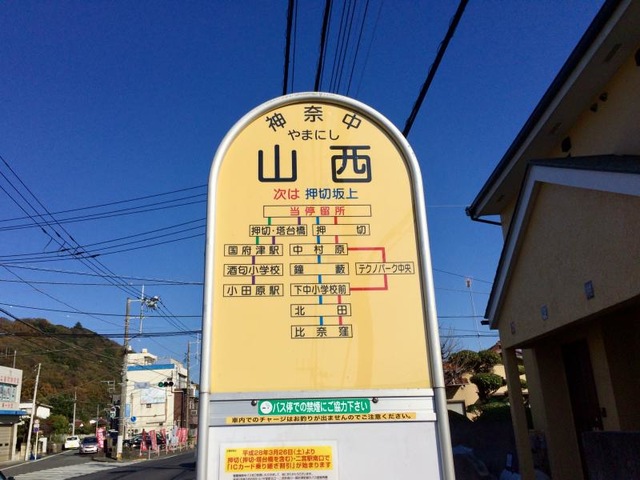 神奈中
やまにし
山西
次は 押切坂上
当停留所
押切・塔台橋 押切
国府津駅 中村原
酒匂小学校 鐘藪 テクノパーク中央
小田原駅 下中小学校前
北田
比奈窪
バス停での禁煙にご協力下さい
車内でのチャージはお釣りが出ませんのでご注意ください。
平成28年3月26日(土)より
押切(押切・塔台橋を含む)・二宮駅南口で
「ICカード乗り継ぎ割引」が始まります